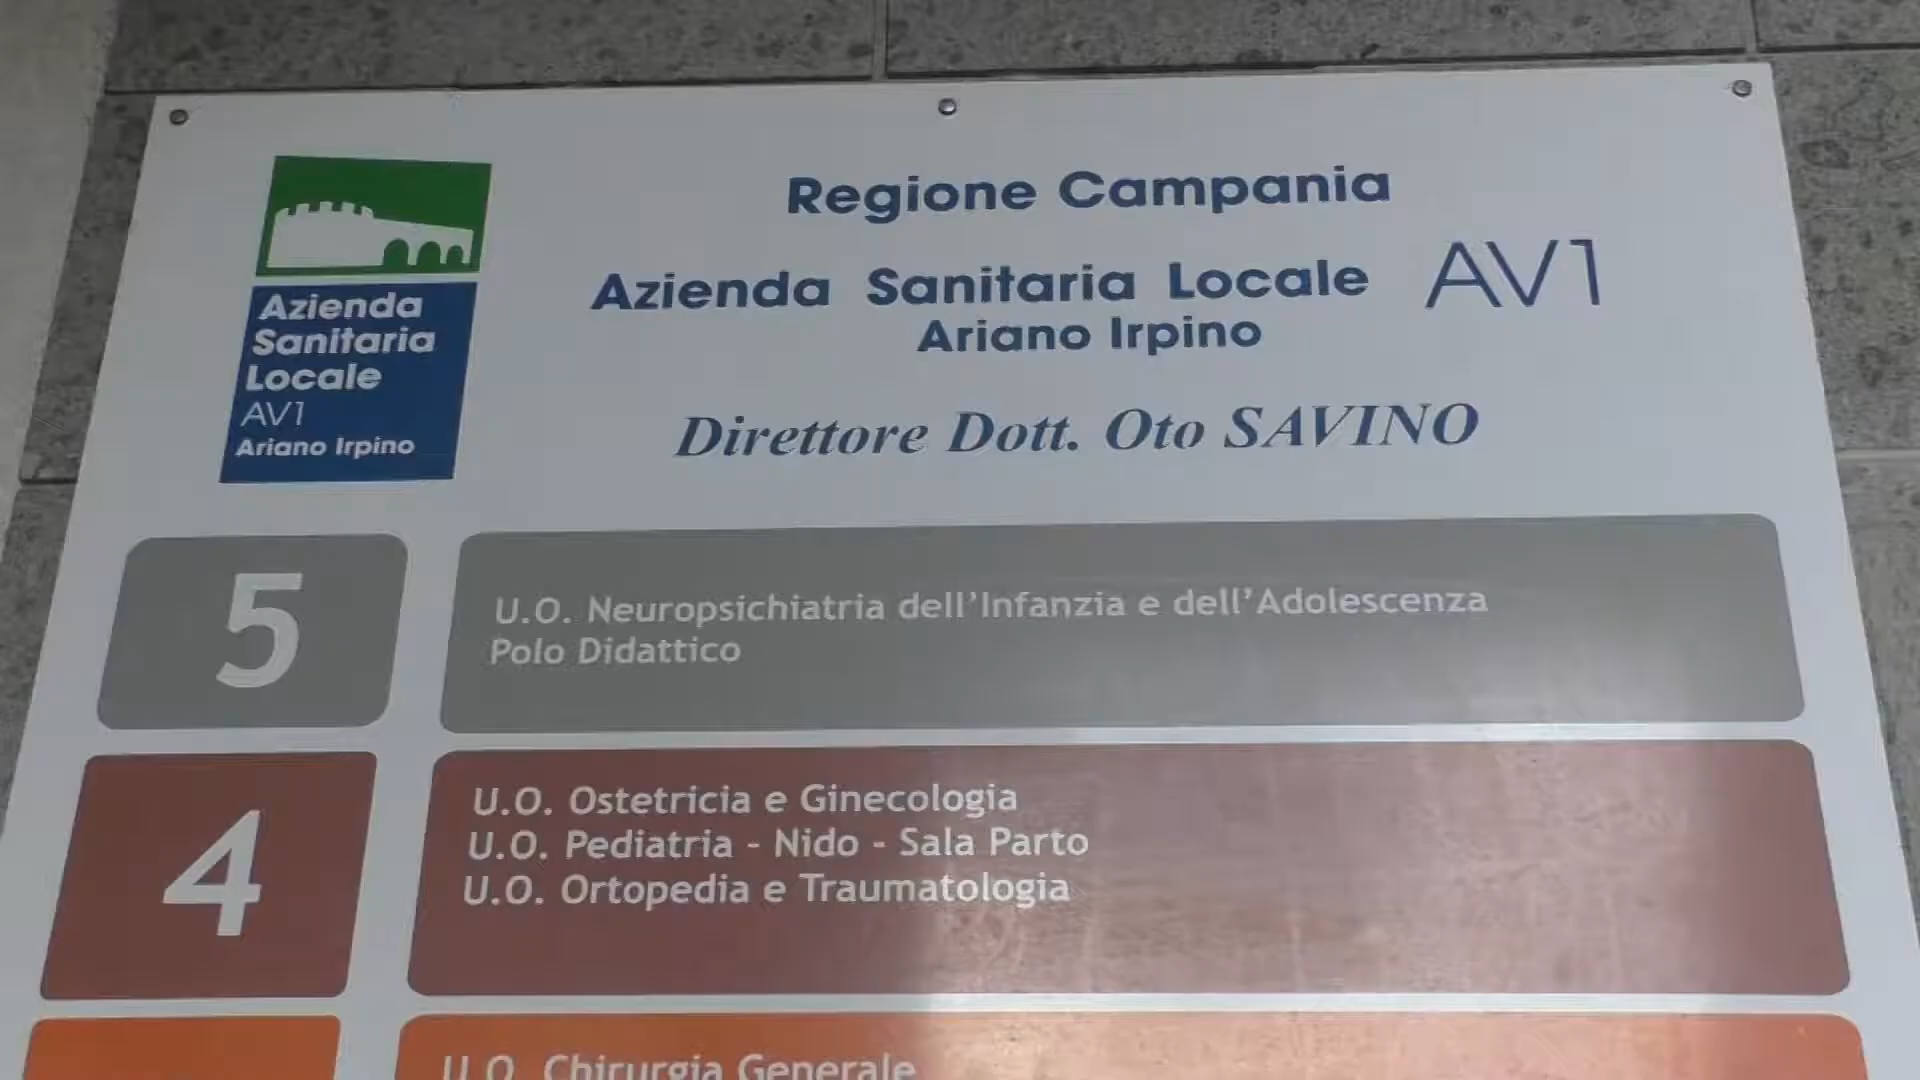 Regione Campania
Azienda Sanitaria Locale AV1
Ariano Irpino
Direttore Dott. Oto SAVINO
Azienda
Sanitaria
Locale
AV1
Ariano Irpino
5
U.O. Neuropsichiatria dell'Infanzia e dell'Adolescenza
Polo Didattico
4
U.O. Ostetricia e Ginecologia
U.O. Pediatria - Nido - Sala Parto
U.O. Ortopedia e Traumatologia
U.O. Chirurgia Generale